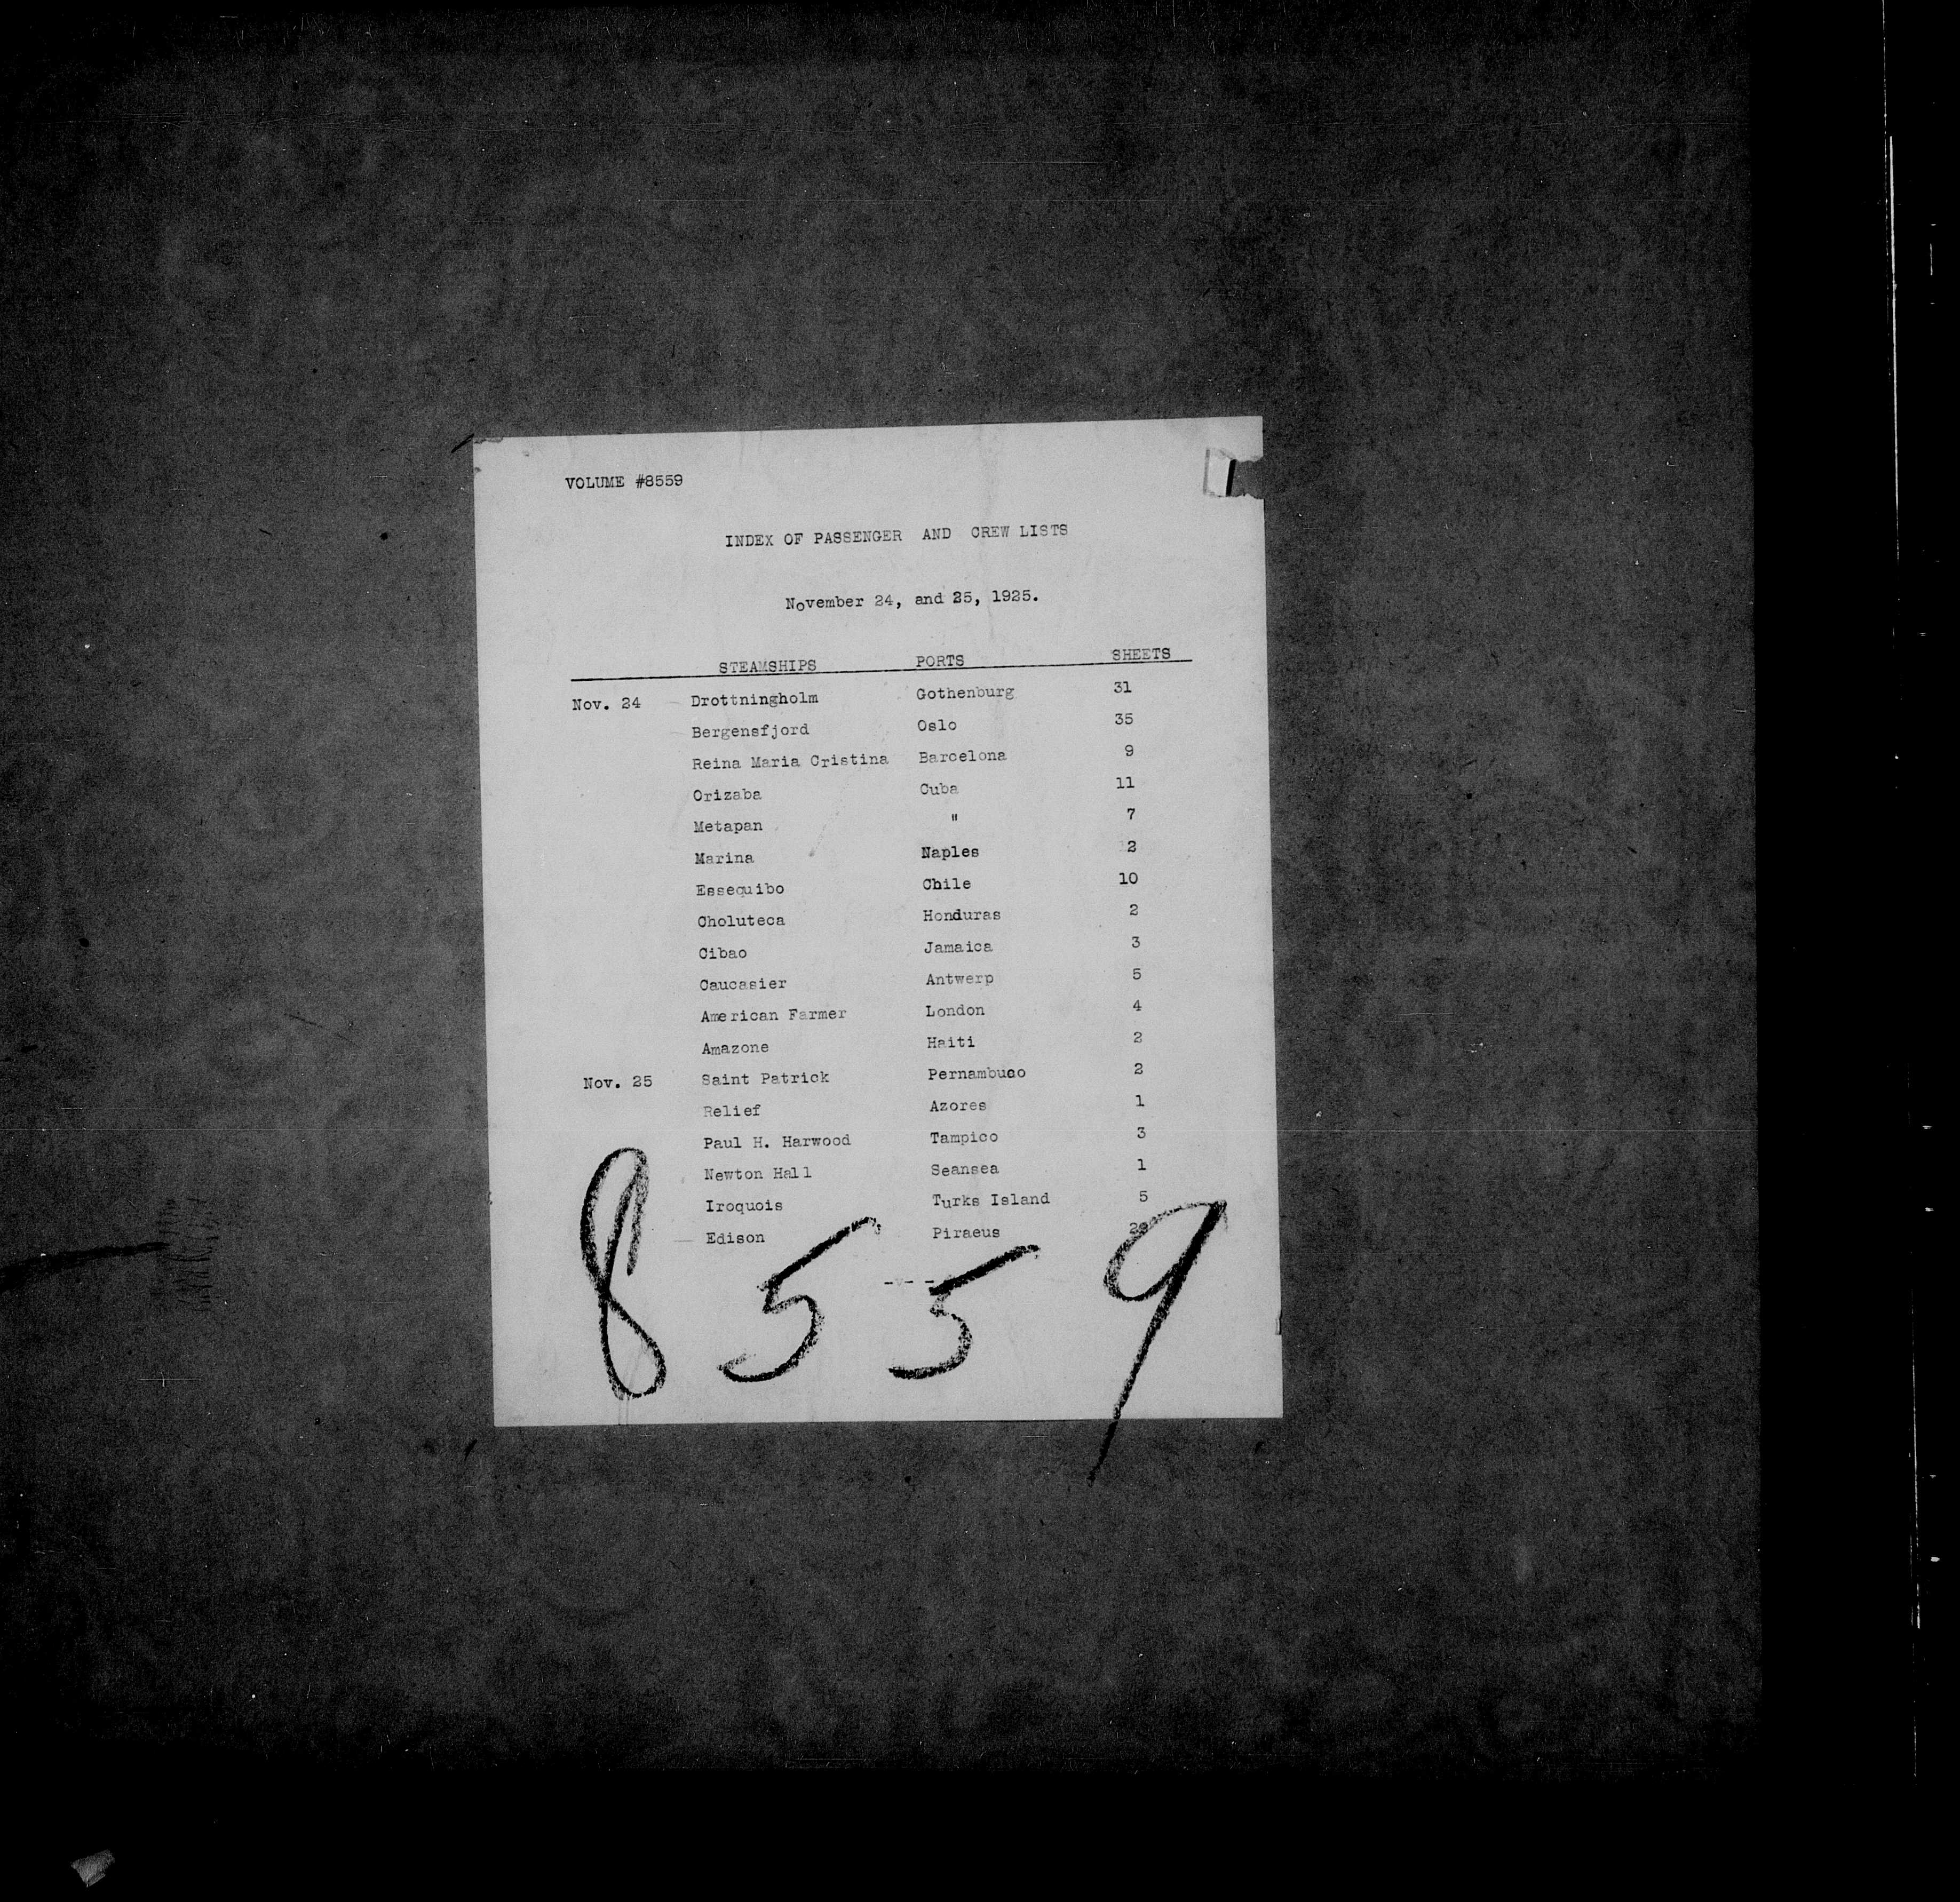 VOLUME #8559
INDEX OF PASSENGER AND CREW LISTS
November 24, and 25, 1925.
STEAMSHIPS PORTS SHEETS
Nov. 24 Drottningholm Gothenburg 31
Bergensfjord Oslo 35
Reina Maria Cristina Barcelona 9
Orizaba Cuba 11
Metapan " 7
Marina Naples 2
Essequibo Chile 10
Choluteca Honduras 2
Cibao Jamaica 3
Caucasier Antwerp 5
American Farmer London 4
Amazone Haiti 2
Nov. 25 Saint Patrick Pernambuco 2
Relief Azores 1
Paul H. Harwood Tampico 3
Newton Hall Seansea 1
Iroquois Turks Island 5
Edison Piraeus
8559